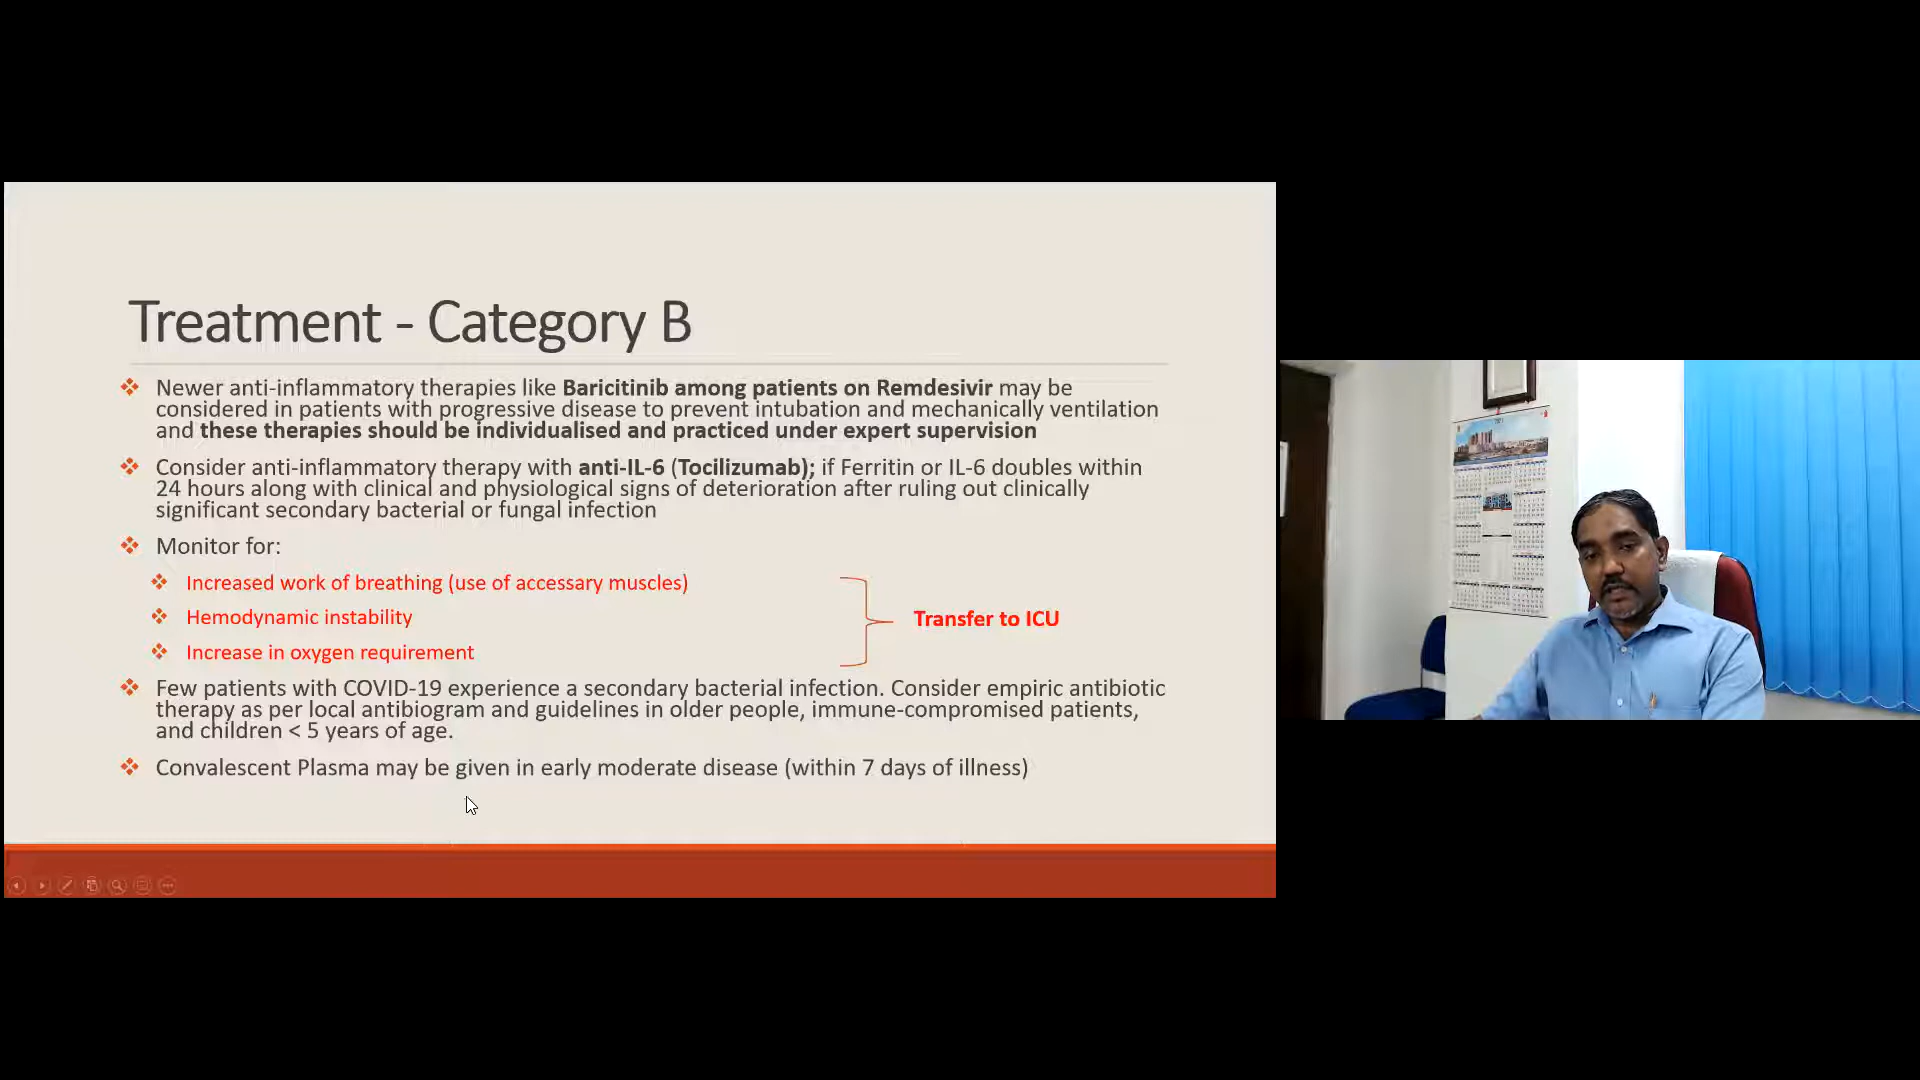 Treatment - Category B
Newer anti-inflammatory therapies like Baricitinib among patients on Remdesivir may be
considered in patients with progressive disease to prevent intubation and mechanically ventilation
and these therapies should be individualised and practiced under expert supervision
Consider anti-inflammatory therapy with anti-IL-6 (Tocilizumab); if Ferritin or IL-6 doubles within
24 hours along with clinical and physiological signs of deterioration after ruling out clinically
significant secondary bacterial or fungal infection
Monitor for:
Increased work of breathing (use of accessary muscles)
Hemodynamic instability
Increase in oxygen requirement
Transfer to ICU
Few patients with COVID-19 experience a secondary bacterial infection. Consider empiric antibiotic
therapy as per local antibiogram and guidelines in older people, immune-compromised patients,
and children < 5 years of age.
Convalescent Plasma may be given in early moderate disease (within 7 days of illness)